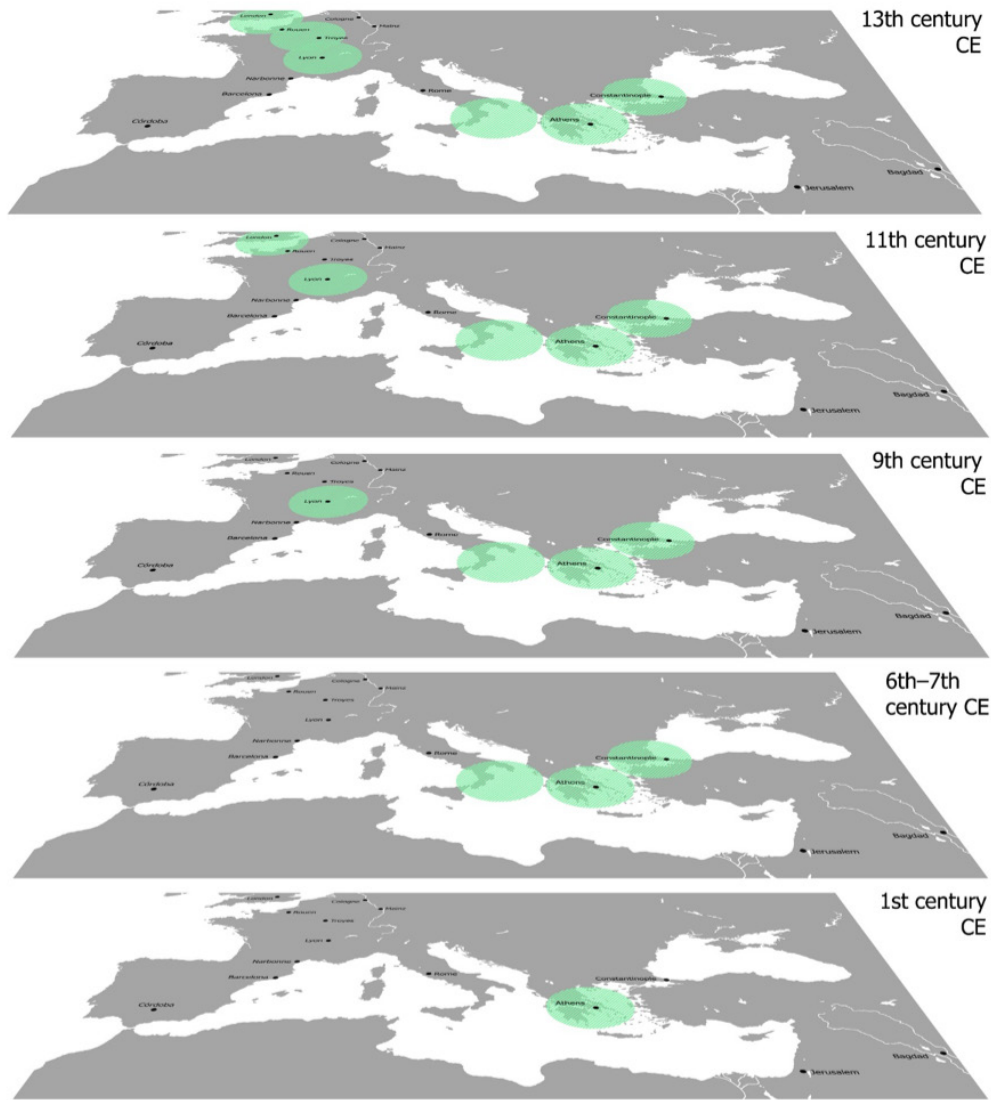 13th century
CE
London
Cologne
Mainz
Rouen
Troyes
Lyon
Narbonne
Barcelona
Rome
Constantinople
Córdoba
Athens
Bagdad
Jerusalem
11th century
CE
London
Cologne
Mainz
Rouen
Troyes
Lyon
Narbonne
Barcelona
Rome
Constantinople
Córdoba
Athens
Bagdad
Jerusalem
9th century
CE
London
Cologne
Mainz
Rouen
Troyes
Lyon
Narbonne
Barcelona
Rome
Constantinople
Córdoba
Athens
Bagdad
Jerusalem
6th–7th
century CE
London
Cologne
Mainz
Rouen
Troyes
Lyon
Narbonne
Barcelona
Rome
Constantinople
Córdoba
Athens
Bagdad
Jerusalem
1st century
CE
London
Cologne
Mainz
Rouen
Troyes
Lyon
Narbonne
Barcelona
Rome
Constantinople
Córdoba
Athens
Bagdad
Jerusalem